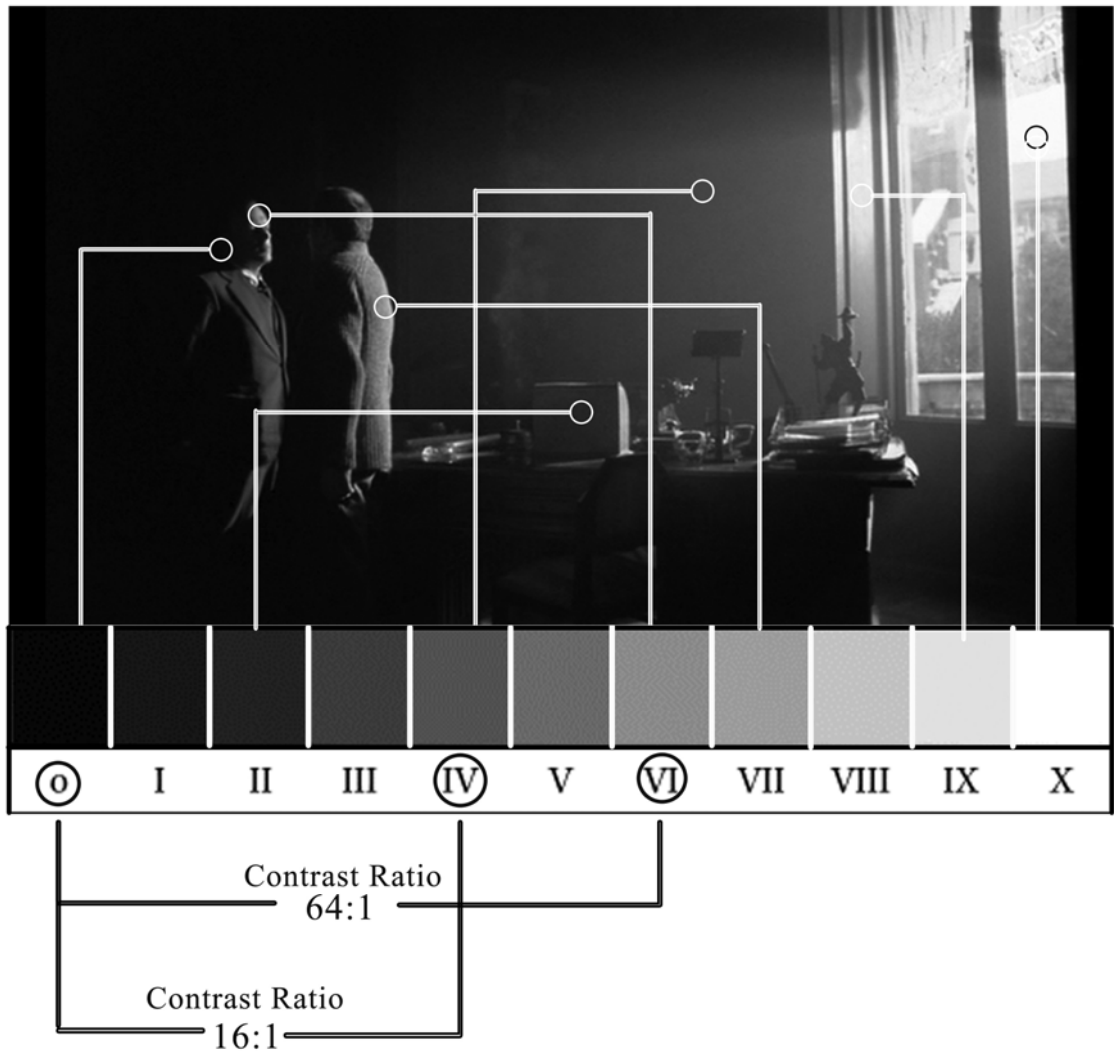 o I II III IV V VI VII VIII IX X
Contrast Ratio
64:1
Contrast Ratio
16:1